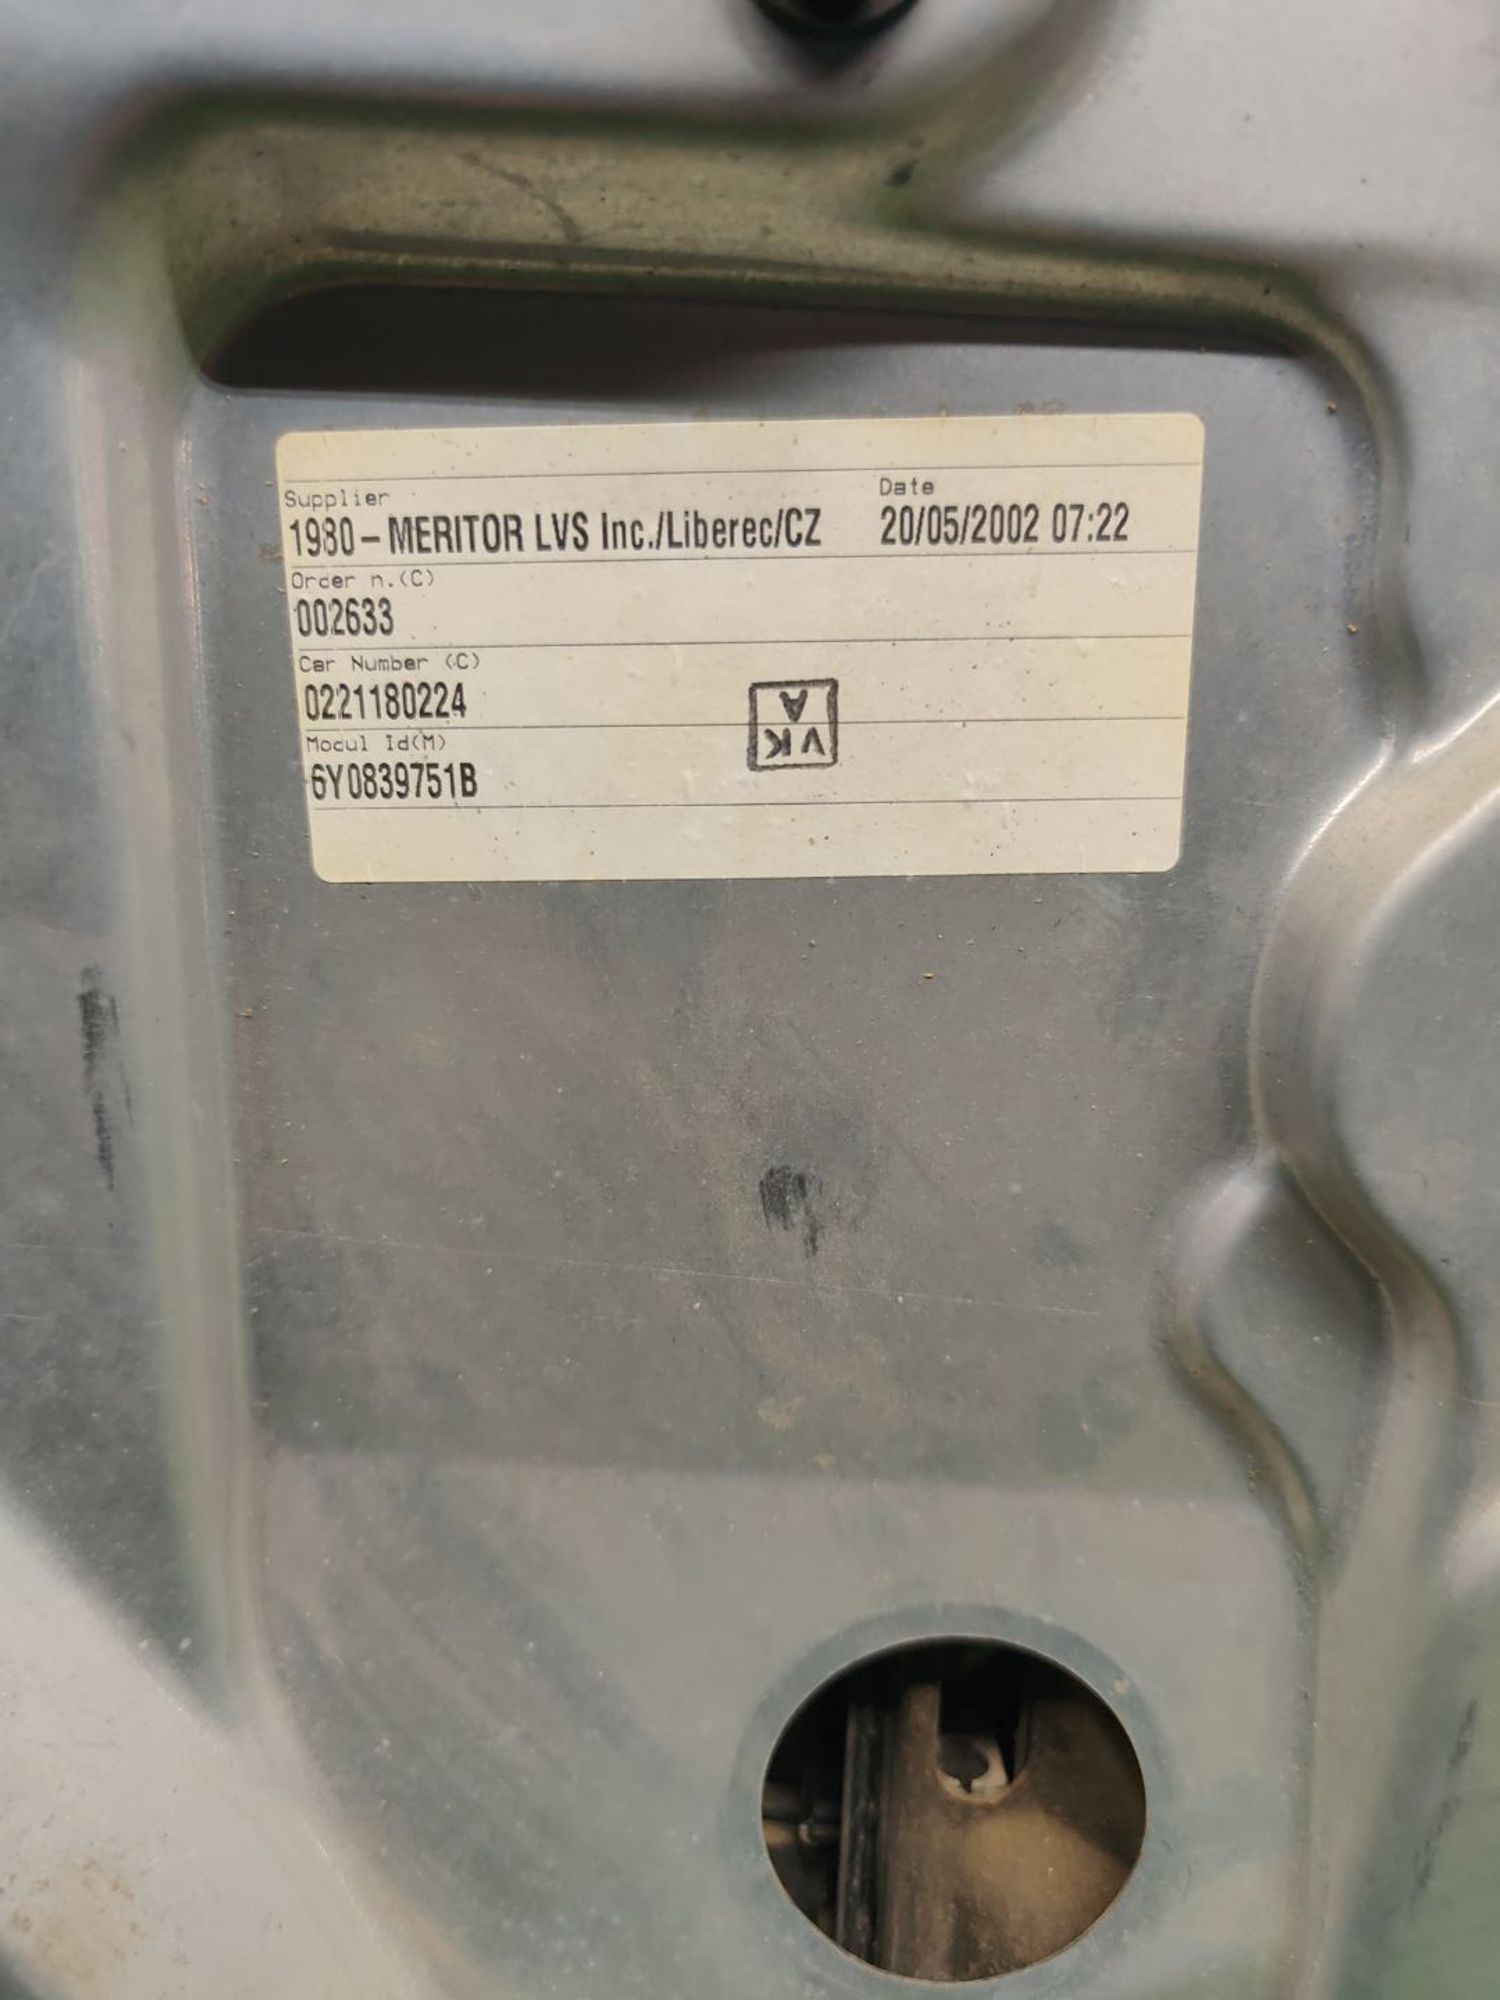 Supplier
1980-MERITOR LVS Inc./Liberec/CZ
Date
20/05/2002 07:22
Order n.(C)
002633
Car Number (C)
0221180224
Modul Id(M)
6Y0839751B
VK
A